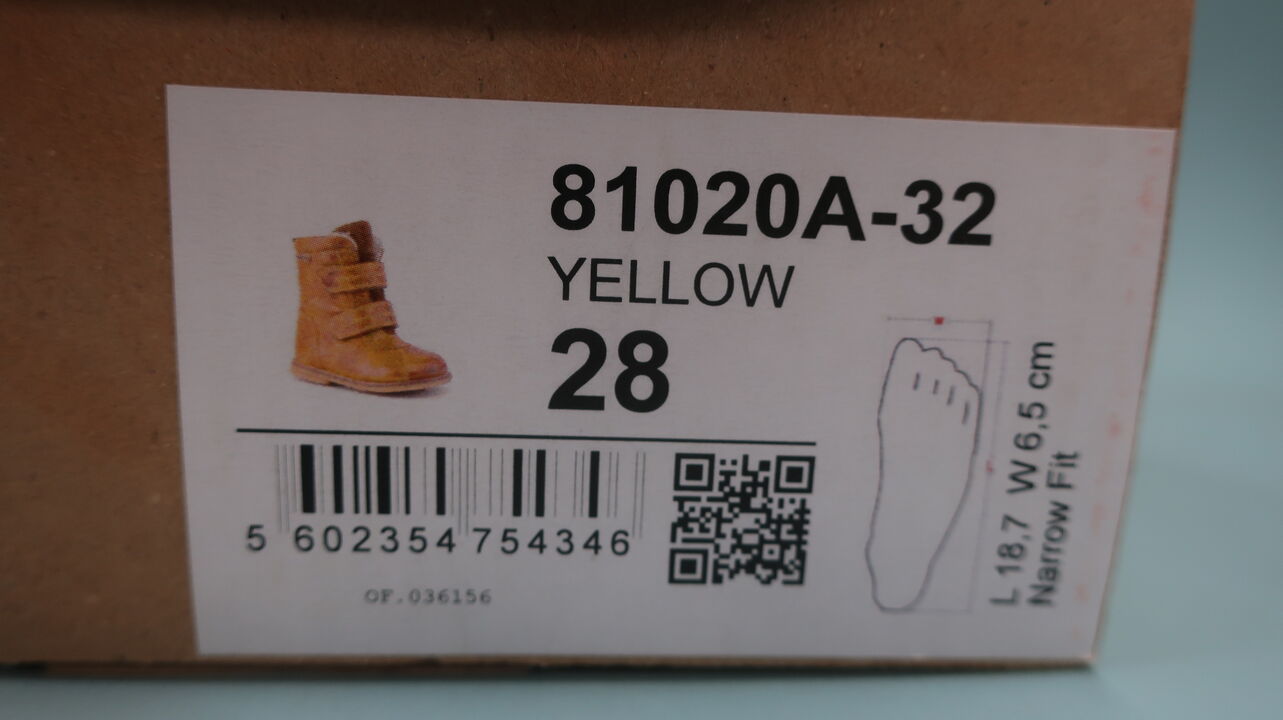 81020A-32
YELLOW
28
5 602354 754346
OF.036156
L 18,7 W 6,5 cm
Narrow Fit